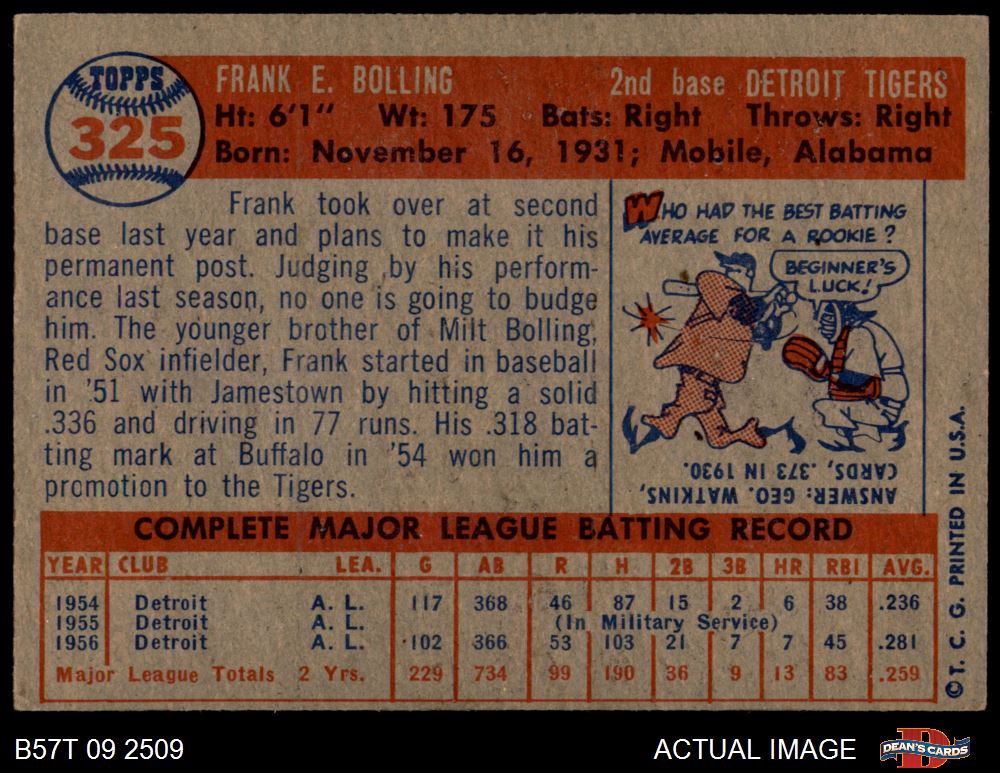 TOPPS
325
FRANK E. BOLLING 2nd base DETROIT TIGERS
Ht: 6'1" Wt: 175 Bats: Right Throws: Right
Born: November 16, 1931; Mobile, Alabama
Frank took over at second
base last year and plans to make it his
permanent post. Judging by his perform-
ance last season, no one is going to budge
him. The younger brother of Milt Bolling,
Red Sox infielder, Frank started in baseball
in '51 with Jamestown by hitting a solid
.336 and driving in 77 runs. His .318 bat-
ting mark at Buffalo in '54 won him a
promotion to the Tigers.
WHO HAD THE BEST BATTING
AVERAGE FOR A ROOKIE?
BEGINNER'S
LUCK!
ANSWER: GEO. WATKINS,
CARDS, .373 IN 1930.
COMPLETE MAJOR LEAGUE BATTING RECORD
YEAR CLUB LEA. G AB R H 2B 3B HR RBI AVG.
1954 Detroit A. L. 117 368 46 87 15 2 6 38 .236
1955 Detroit A. L. (In Military Service)
1956 Detroit A. L. 102 366 53 103 21 7 7 45 .281
Major League Totals 2 Yrs. 229 734 99 190 36 9 13 83 .259
© T. C. G. PRINTED IN U.S.A.
B57T 09 2509 ACTUAL IMAGE
DEAN'S CARDS